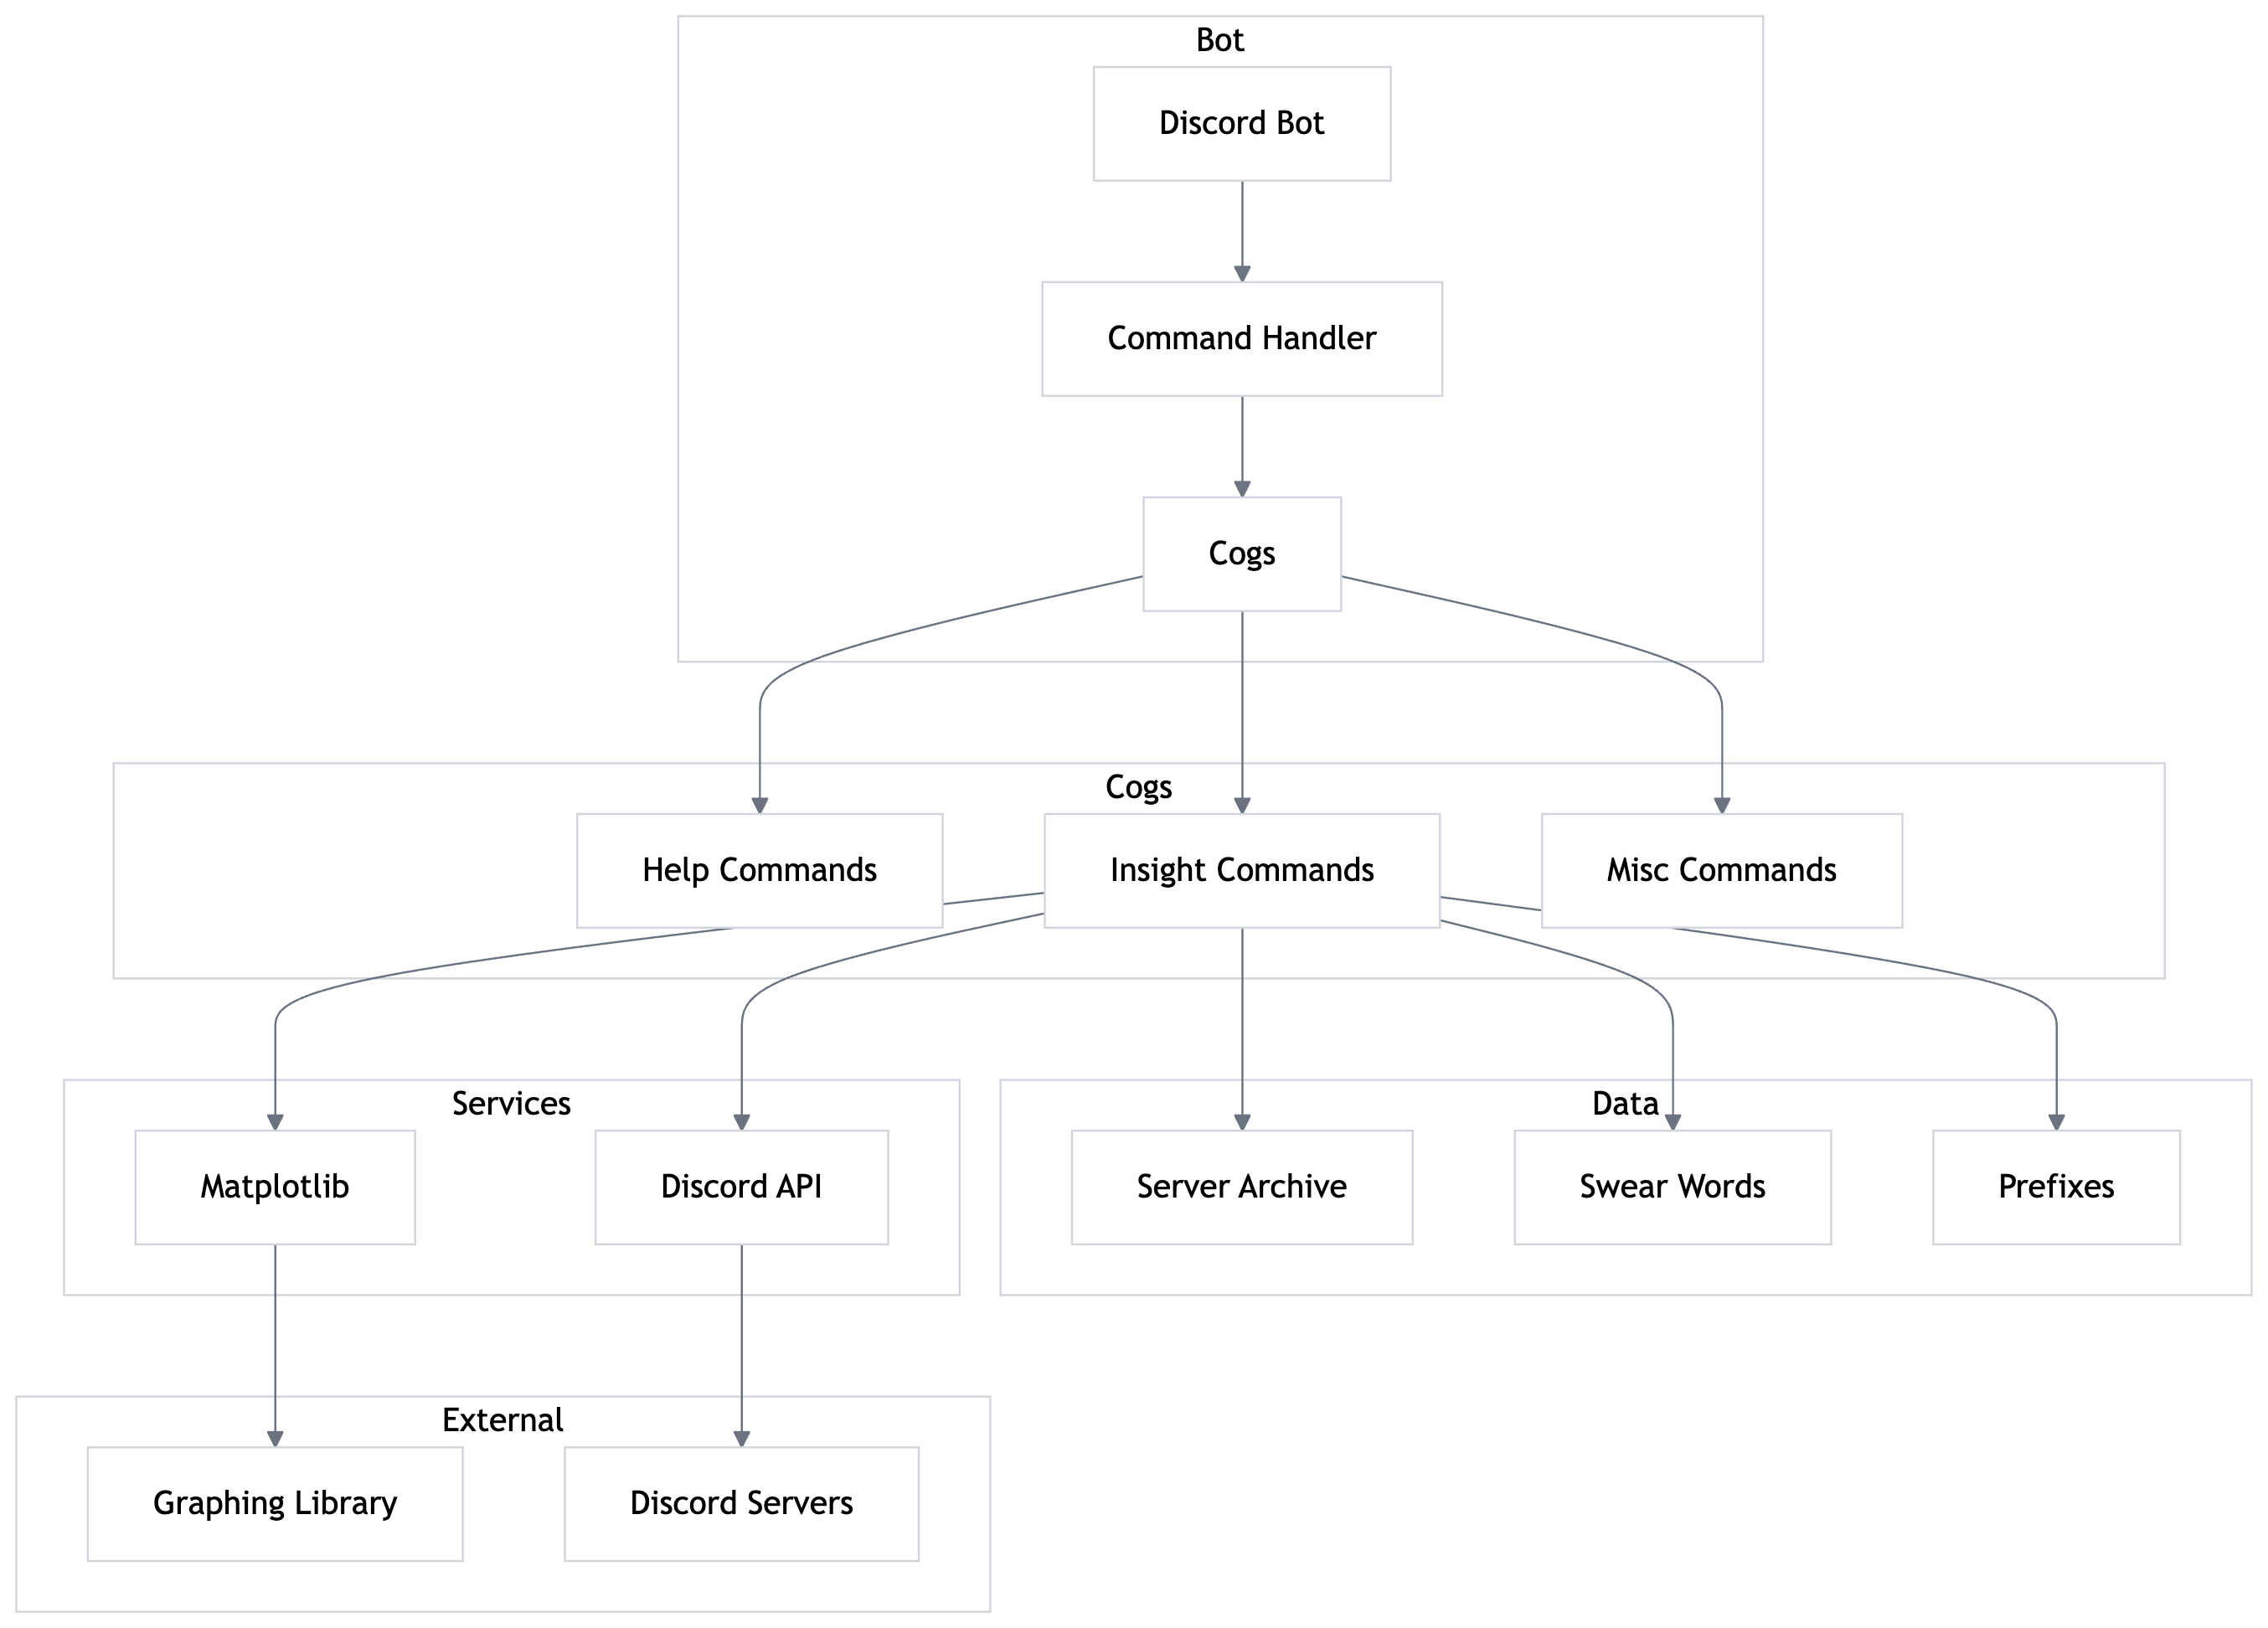 Bot
Discord Bot
Command Handler
Cogs
Cogs
Help Commands
Insight Commands
Misc Commands
Services
Data
Matplotlib
Discord API
Server Archive
Swear Words
Prefixes
External
Graphing Library
Discord Servers